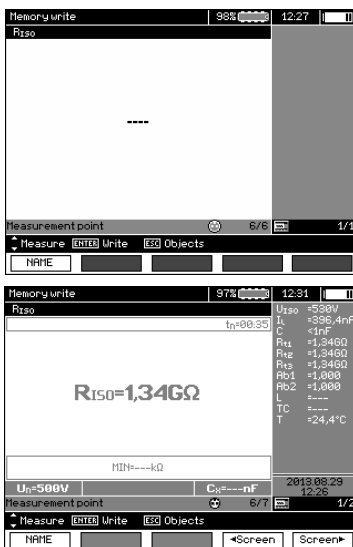 Memory write 98% 12:27
RISO
----
Measurement point 6/6 1/1
Measure ENTER Write ESC Objects
NAME
Memory write 97% 12:31
RISO
tn=00:35
RISO=1,34GΩ
MIN=---kΩ
Un=500V Cx=---nF
UISO =530V
IL =396,4nA
C <1nF
Rt1 =1,34GΩ
Rt2 =1,34GΩ
Rt3 =1,34GΩ
Ab1 =1,000
Ab2 =1,000
L =---
TC =---
T =24,4°C
2013.08.29
12:26
Measurement point 6/7 1/2
Measure ENTER Write ESC Objects
NAME ◄Screen Screen►